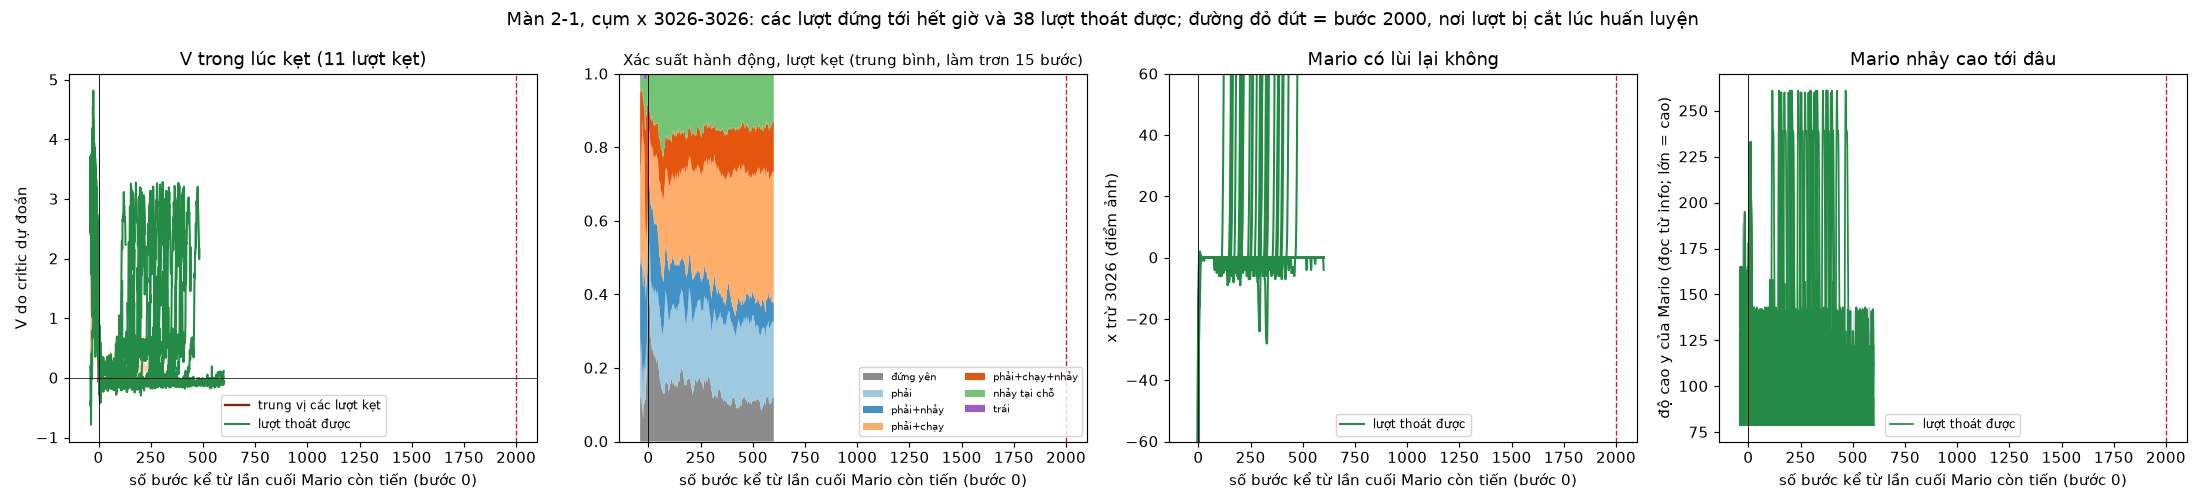 Màn 2-1, cụm x 3026-3026: các lượt đứng tới hết giờ và 38 lượt thoát được; đường đỏ đứt = bước 2000, nơi lượt bị cắt lúc huấn luyện
V trong lúc kẹt (11 lượt kẹt)
V do critic dự đoán
5
4
3
2
1
0
−1
trung vị các lượt kẹt
lượt thoát được
0 250 500 750 1000 1250 1500 1750 2000
số bước kể từ lần cuối Mario còn tiến (bước 0)
Xác suất hành động, lượt kẹt (trung bình, làm trơn 15 bước)
1.0
0.8
0.6
0.4
0.2
0.0
đứng yên
phải
phải+nhảy
phải+chạy
phải+chạy+nhảy
nhảy tại chỗ
trái
0 250 500 750 1000 1250 1500 1750 2000
số bước kể từ lần cuối Mario còn tiến (bước 0)
Mario có lùi lại không
x trừ 3026 (điểm ảnh)
60
40
20
0
−20
−40
−60
lượt thoát được
0 250 500 750 1000 1250 1500 1750 2000
số bước kể từ lần cuối Mario còn tiến (bước 0)
Mario nhảy cao tới đâu
độ cao y của Mario (đọc từ info; lớn = cao)
250
225
200
175
150
125
100
75
lượt thoát được
0 250 500 750 1000 1250 1500 1750 2000
số bước kể từ lần cuối Mario còn tiến (bước 0)